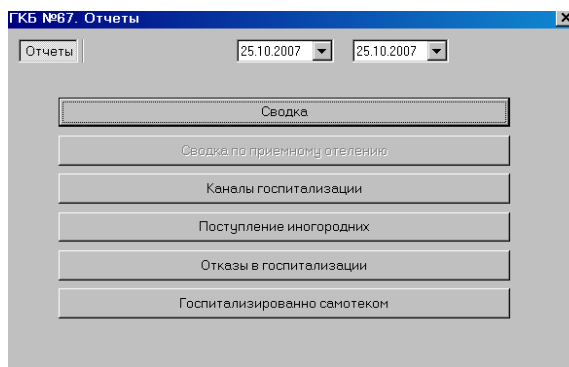 ГКБ №67. Отчеты
Отчеты 25.10.2007 25.10.2007
Сводка
Сводка по приемному отелению
Каналы госпитализации
Поступление иногородних
Отказы в госпитализации
Госпитализированно самотеком